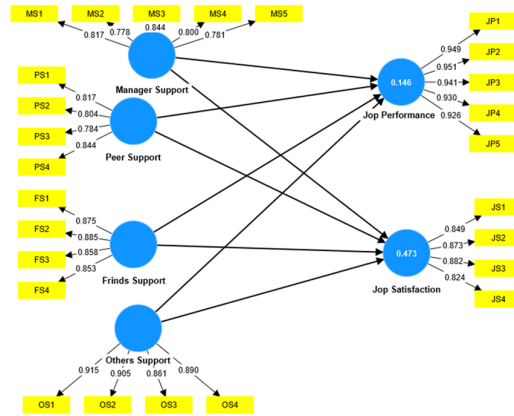 MS1 MS2 MS3 MS4 MS5
0.817 0.778 0.844 0.800 0.781
Manager Support
PS1
PS2
PS3
PS4
0.817
0.804
0.784
0.844
Peer Support
FS1
FS2
FS3
FS4
0.875
0.885
0.858
0.853
Frinds Support
Others Support
0.915 0.905 0.861 0.890
OS1 OS2 OS3 OS4
0.146
Jop Performance
0.949
0.951
0.941
0.930
0.926
JP1
JP2
JP3
JP4
JP5
0.473
Jop Satisfaction
0.849
0.873
0.882
0.824
JS1
JS2
JS3
JS4